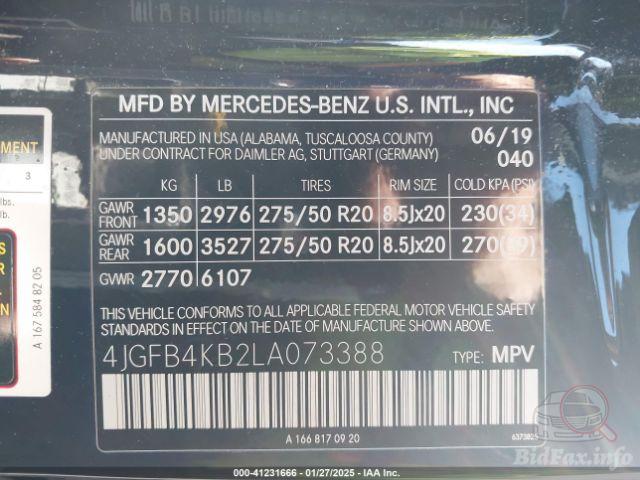 MFD BY MERCEDES-BENZ U.S. INTL., INC
MANUFACTURED IN USA (ALABAMA, TUSCALOOSA COUNTY) 06/19
UNDER CONTRACT FOR DAIMLER AG, STUTTGART (GERMANY) 040
KG LB TIRES RIM SIZE COLD KPA (PSI)
GAWR FRONT 1350 2976 275/50 R20 8.5Jx20 230(34)
GAWR REAR 1600 3527 275/50 R20 8.5Jx20 270(39)
GVWR 2770 6107
THIS VEHICLE CONFORMS TO ALL APPLICABLE FEDERAL MOTOR VEHICLE SAFETY
STANDARDS IN EFFECT ON THE DATE OF MANUFACTURE SHOWN ABOVE.
4JGFB4KB2LA073388 TYPE: MPV
A 166 817 09 20
3
lbs.
A 167 584 82 05
BidFax.info
000-41231666 - 01/27/2025 - IAA Inc.